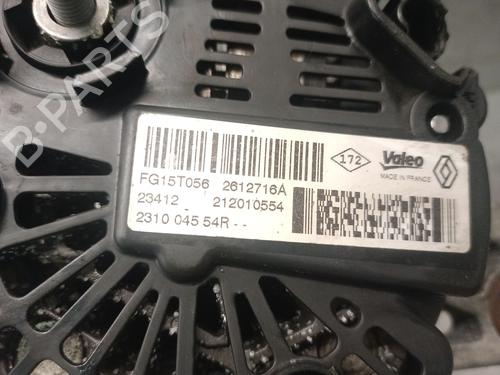 B-PARTS
172
Valeo
MADE IN FRANCE
FG15T056 2612716A
23412 - 212010554
2310 045 54R - -